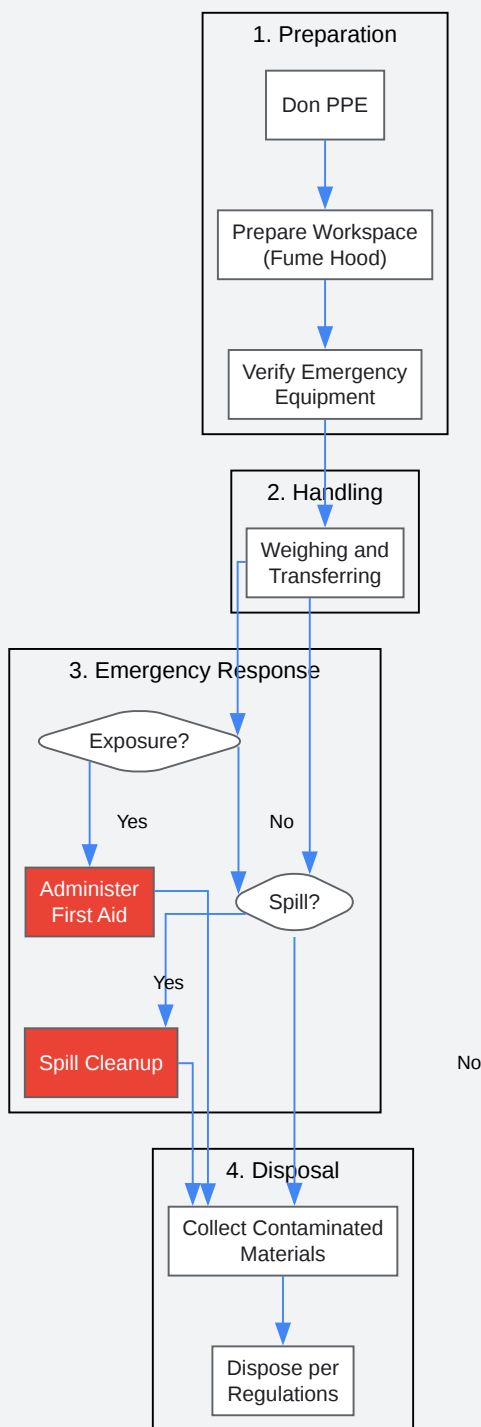 1. Preparation
Don PPE
Prepare Workspace
(Fume Hood)
Verify Emergency
Equipment
2. Handling
Weighing and
Transferring
3. Emergency Response
Exposure?
Yes
No
Administer
First Aid
Spill?
Yes
Spill Cleanup
No
4. Disposal
Collect Contaminated
Materials
Dispose per
Regulations